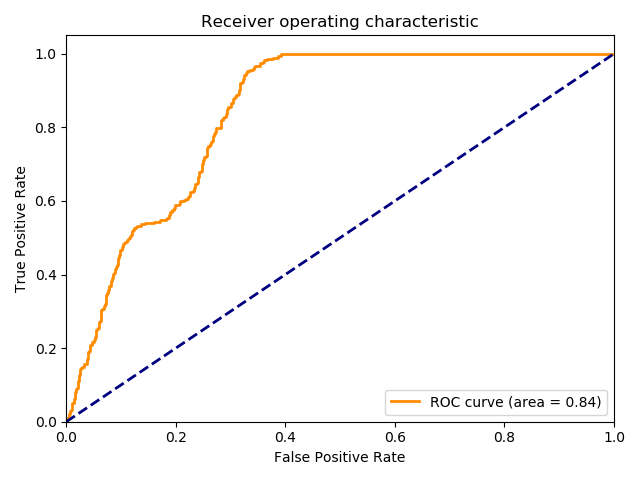 Receiver operating characteristic
True Positive Rate
1.0
0.8
0.6
0.4
0.2
0.0
ROC curve (area = 0.84)
0.0 0.2 0.4 0.6 0.8 1.0
False Positive Rate